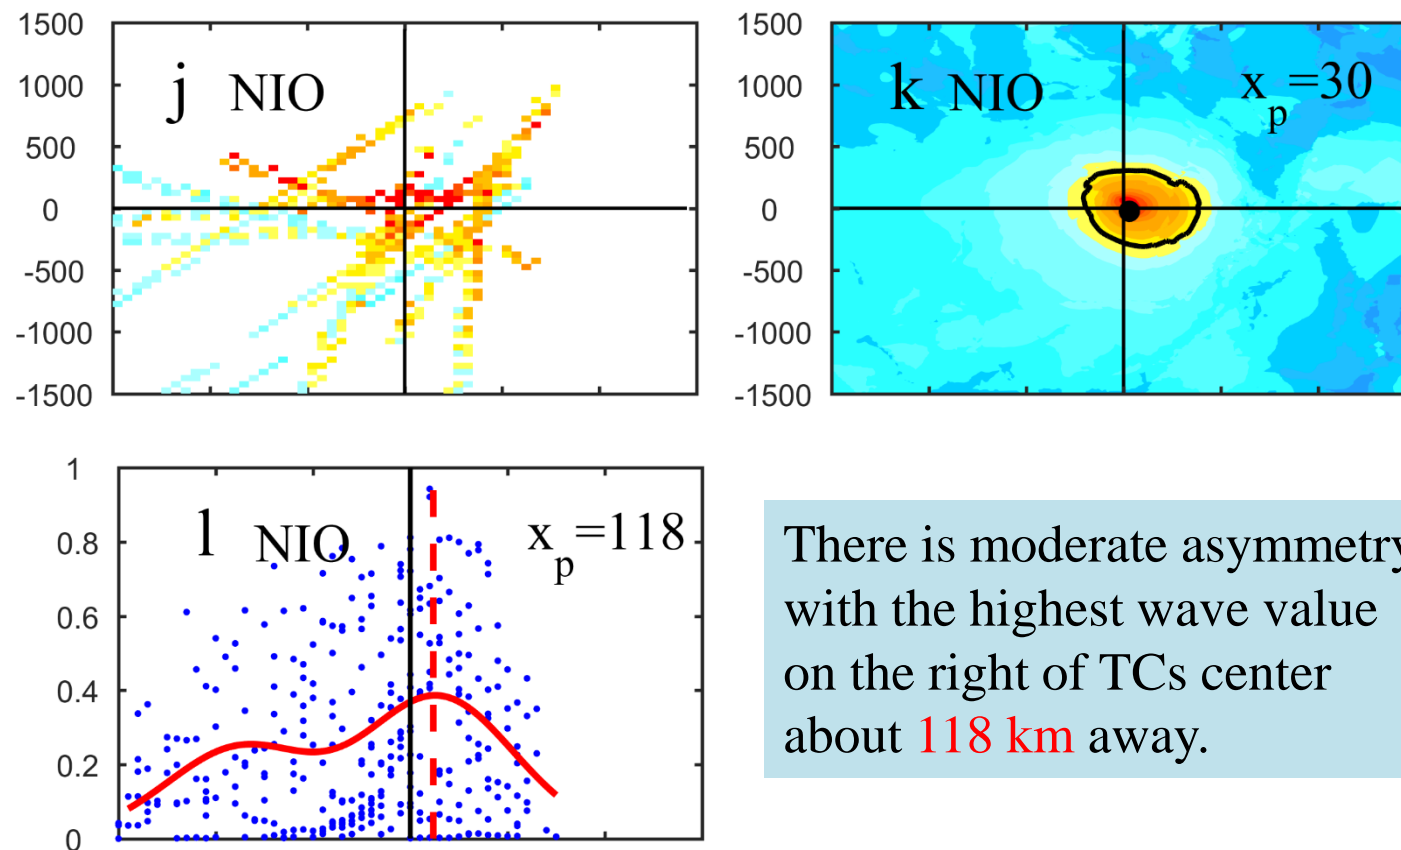 1500
1000
500
0
-500
-1000
-1500
j NIO
1500
1000
500
0
-500
-1000
-1500
k NIO
xp=30
1
0.8
0.6
0.4
0.2
0
l NIO
xp=118
There is moderate asymmetry
with the highest wave value
on the right of TCs center
about 118 km away.